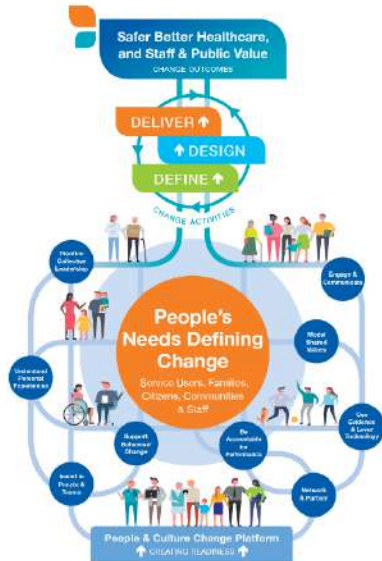 Safer Better Healthcare,
and Staff & Public Value
CHANGE OUTCOMES
DELIVER
DESIGN
DEFINE
CHANGE ACTIVITIES
Collective
Leadership
Engage &
Communicate
People's
Needs Defining
Change
Service Users, Families,
Citizens, Communities
& Staff
Model
Shared
Values
Understand
Personal
Experiences
Use
Evidence
& Lever
Technology
Support
Behaviour
Change
Be
Accountable
for
Performance
Invest in
People &
Teams
Network
& Partner
People & Culture Change Platform
CREATING READINESS